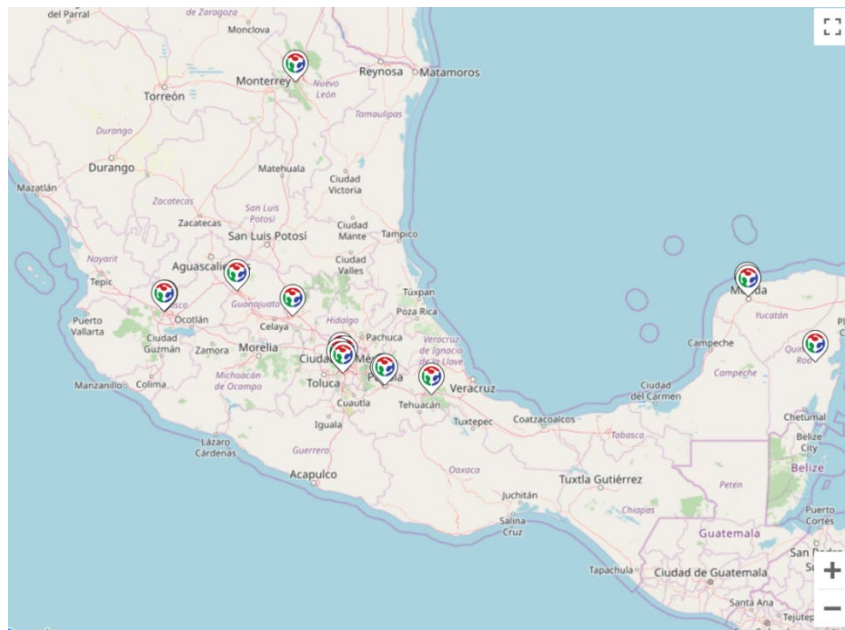 del Parral
de Zaragoza
Monclova
Monterrey
Reynosa
Matamoros
Nuevo
León
Torreón
Tamaulipas
Durango
Durango
Matehuala
Ciudad
Victoria
Mazatlán
Zacatecas
San Luis
Potosí
Zacatecas
Ciudad
Mante
Tampico
San Luis Potosí
Nayarit
Aguascali
Ciudad
Valles
Tepic
Guanajuato
Túxpan
Poza Rica
Puerto
Vallarta
Ocotlán
Celaya
Hidalgo
Pachuca
Veracruz
de Ignacio
de la Llave
Ciudad
Guzmán
Zamora
Morelia
Toluca
Manzanillo
Colima
Michoacán
de Ocampo
Cuautla
Tehuacán
Veracruz
Iguala
Tuxtepec
Coatzacoalcos
Ciudad
del Carmen
Campeche
Yucatán
Campeche
Chetumal
Tabasco
Belize
City
Belize
Lázaro
Cárdenas
Guerrero
Acapulco
Oaxaca
Tuxtla Gutiérrez
Petén
Juchitán
Chiapas
Salina
Cruz
Puerto
Cortés
Guatemala
Tapachula
Ciudad de Guatemala
Santa Ana
+
−